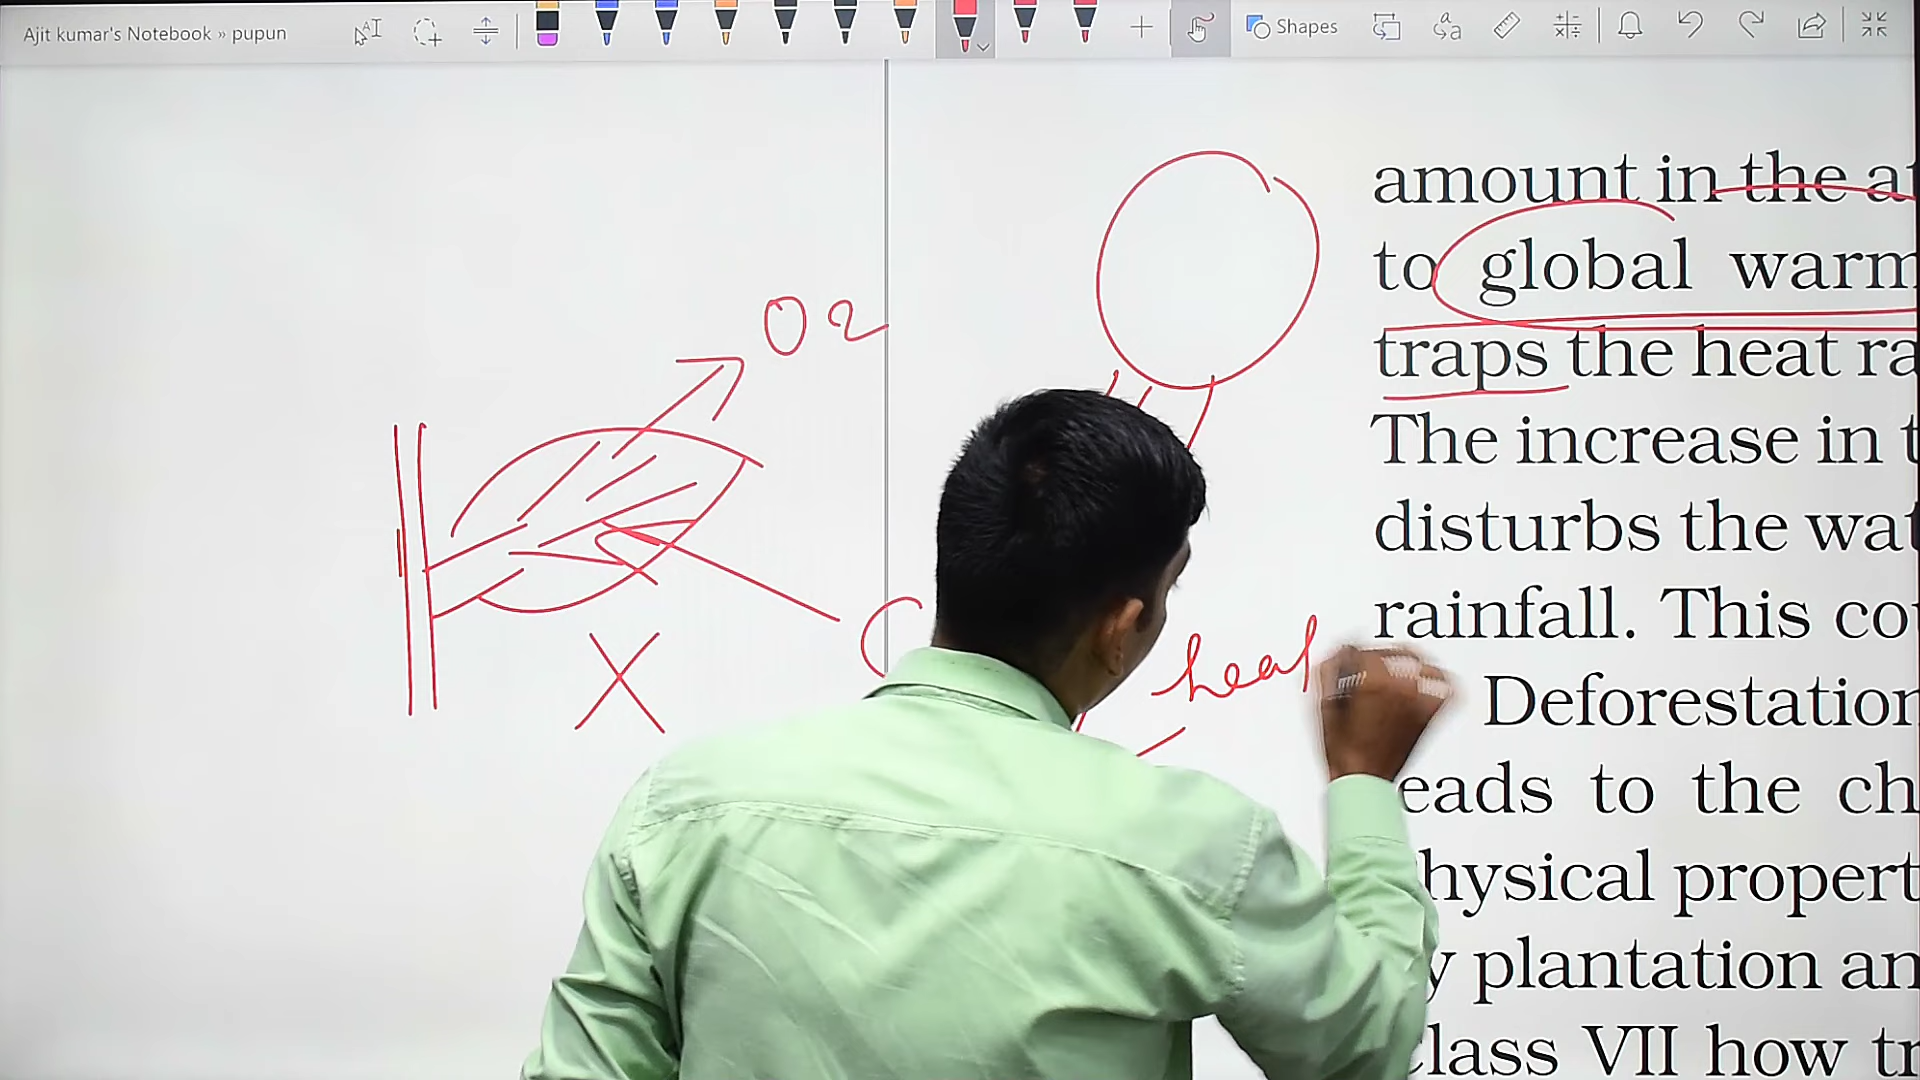 Ajit kumar's Notebook » pupun
Shapes
O2
heat
amount in the at
to global warm
traps the heat ra
The increase in t
disturbs the wat
rainfall. This cou
Deforestation
eads to the ch
hysical propert
y plantation an
lass VII how tr